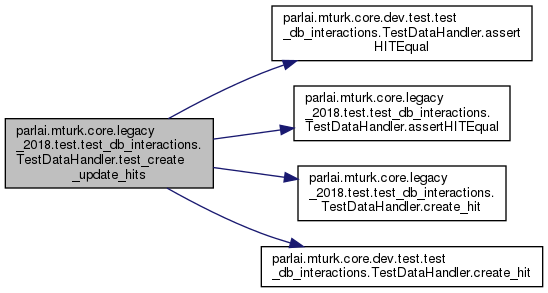 parlai.mturk.core.dev.test.test
_db_interactions.TestDataHandler.assert
HITEqual
parlai.mturk.core.legacy
_2018.test.test_db_interactions.
TestDataHandler.assertHITEqual
parlai.mturk.core.legacy
_2018.test.test_db_interactions.
TestDataHandler.test_create
_update_hits
parlai.mturk.core.legacy
_2018.test.test_db_interactions.
TestDataHandler.create_hit
parlai.mturk.core.dev.test.test
_db_interactions.TestDataHandler.create_hit